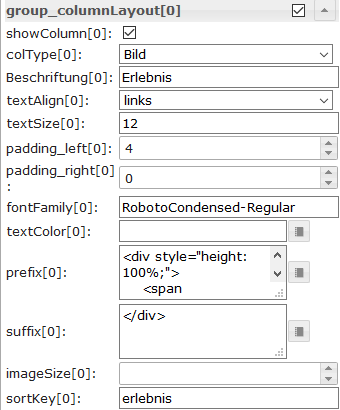 group_columnLayout[0]
showColumn[0]:
colType[0]: Bild
Beschriftung[0]: Erlebnis
textAlign[0]: links
textSize[0]: 12
padding_left[0]: 4
padding_right[0]
: 0
fontFamily[0]: RobotoCondensed-Regular
textColor[0]:
prefix[0]: <div style="height:
100%;">
<span
suffix[0]: </div>
imageSize[0]:
sortKey[0]: erlebnis